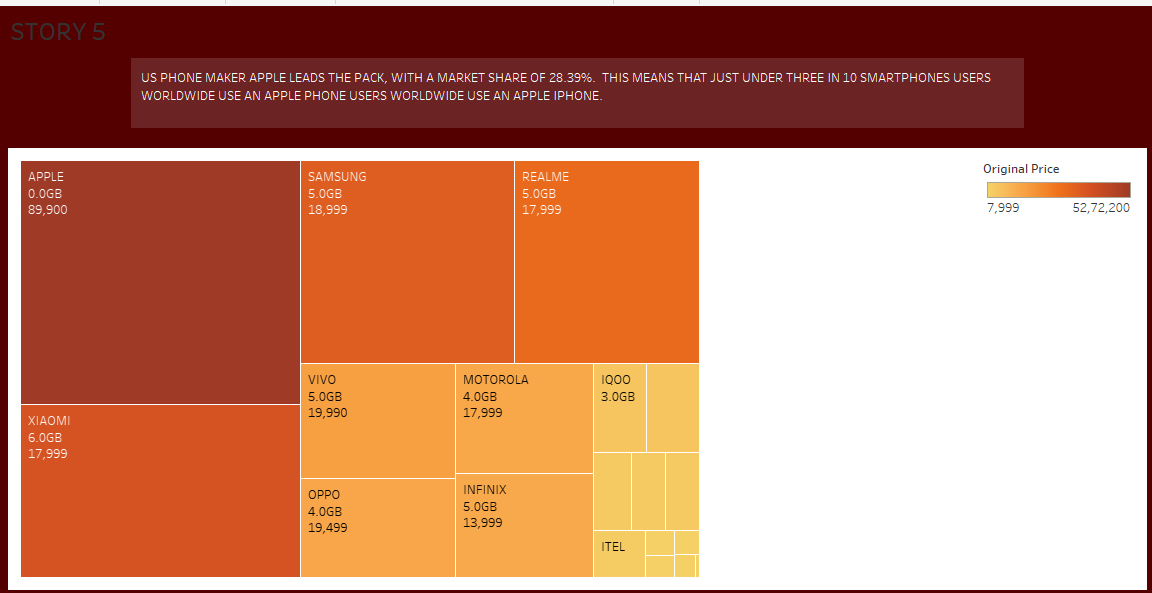 STORY 5
US PHONE MAKER APPLE LEADS THE PACK, WITH A MARKET SHARE OF 28.39%. THIS MEANS THAT JUST UNDER THREE IN 10 SMARTPHONES USERS
WORLDWIDE USE AN APPLE PHONE USERS WORLDWIDE USE AN APPLE IPHONE.
APPLE
0.0GB
89,900
SAMSUNG
5.0GB
18,999
REALME
5.0GB
17,999
Original Price
7,999
52,72,200
XIAOMI
6.0GB
17,999
VIVO
5.0GB
19,990
MOTOROLA
4.0GB
17,999
IQOO
3.0GB
OPPO
4.0GB
19,499
INFINIX
5.0GB
13,999
ITEL